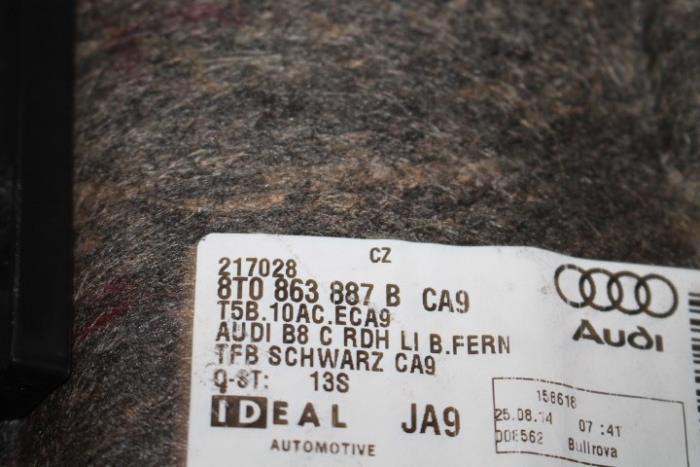 CZ
217028
8T0 863 887 B CA9
T5B.10AC.ECA9
AUDI B8 C RDH LI B.FERN
TFB SCHWARZ CA9
Q-ST: 13S
IDEAL JA9
AUTOMOTIVE
Audi
158618
25.08.14 07:41
008562 Bullrova